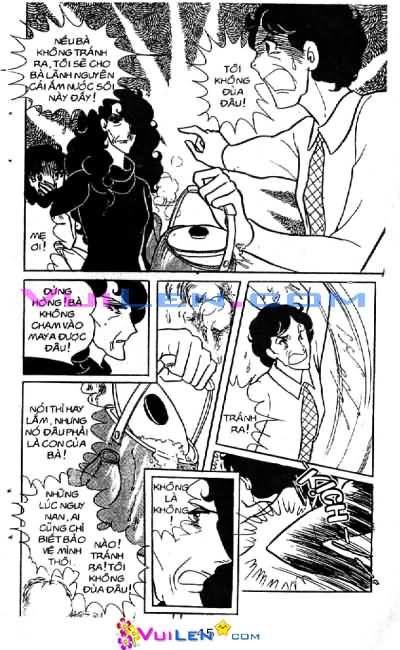 NẾU BÀ
KHÔNG TRÁNH
RA, TÔI SẼ CHO
BÀ LÃNH NGUYÊN
CÁI ẤM NƯỚC SÔI
NÀY ĐẤY!
TÔI
KHÔNG
ĐÙA
ĐÂU!
MẸ
ƠI!
ĐỪNG
HÒNG! BÀ
KHÔNG
CHẠM VÀO
MAYA ĐƯỢC
ĐÂU!
VUILEN.COM
TRÁNH
RA!
NÓI THÌ HAY
LẮM, NHƯNG
NÓ ĐÂU PHẢI
LÀ CON CỦA
BÀ!
KHÔNG
LÀ
KHÔNG
!
KỊCH
NHỮNG
LÚC NGUY
NAN, AI
CŨNG CHỈ
BIẾT BẢO
VỆ MÌNH
THÔI.
NÀO!
TRÁNH
RA! TÔI
KHÔNG
ĐÙA ĐÂU!
45
VUILEN.COM